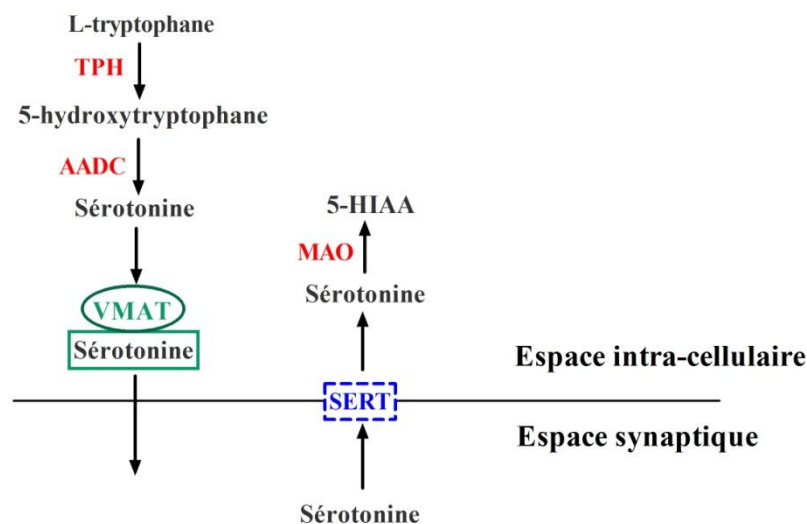 L-tryptophane
TPH
5-hydroxytryptophane
AADC
Sérotonine
VMAT
Sérotonine
5-HIAA
MAO
Sérotonine
SERT
Sérotonine
Espace intra-cellulaire
Espace synaptique